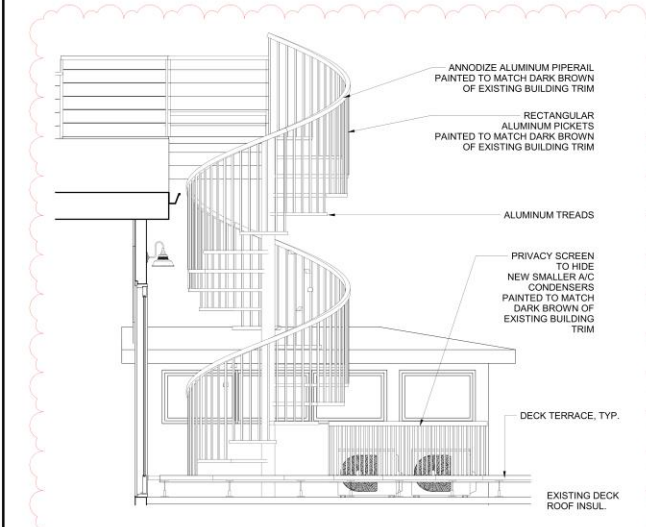 ANNODIZE ALUMINUM PIPERAIL
PAINTED TO MATCH DARK BROWN
OF EXISTING BUILDING TRIM
RECTANGULAR
ALUMINUM PICKETS
PAINTED TO MATCH DARK BROWN
OF EXISTING BUILDING TRIM
ALUMINUM TREADS
PRIVACY SCREEN
TO HIDE
NEW SMALLER A/C
CONDENSERS
PAINTED TO MATCH
DARK BROWN OF
EXISTING BUILDING
TRIM
DECK TERRACE, TYP.
EXISTING DECK
ROOF INSUL.